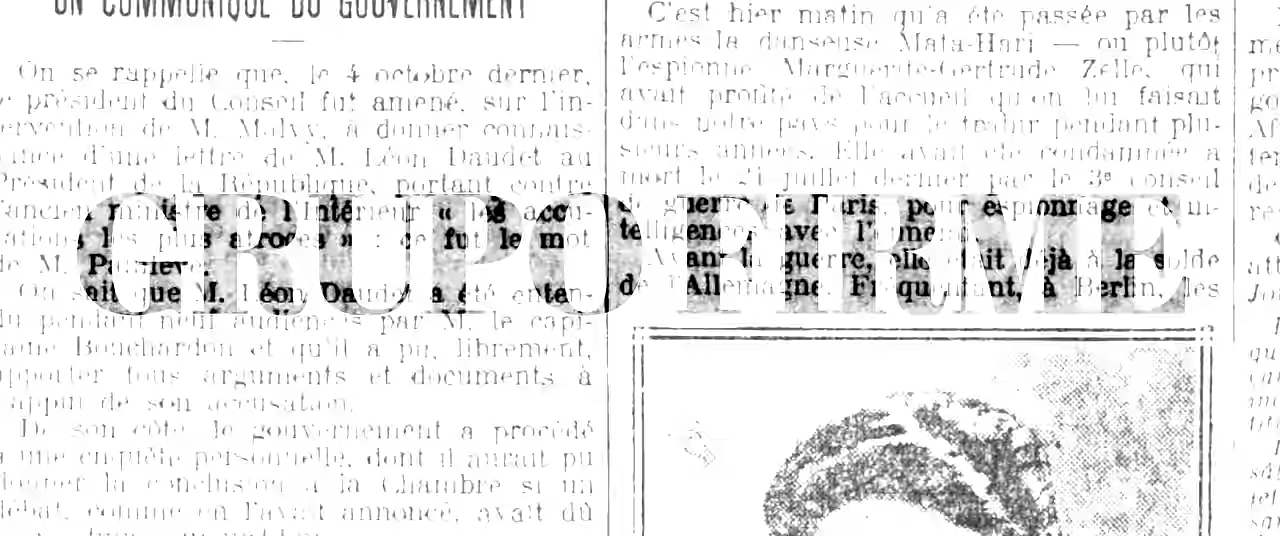 UN COMMUNIQUÉ DU GOUVERNEMENT
On se rappelle que, le 4 octobre dernier,
président du Conseil fut amené, sur l'in-
ervention de M. Malvy, à donner connais-
ance d'une lettre de M. Léon Daudet au
Président de la République, portant contre
l'ancien ministre de l'Intérieur « les accu-
sations les plus atroces » : ce fut le mot
de M. Painlevé.
On sait que M. Léon Daudet a été enten-
du pendant neuf audiences par M. le capi-
taine Bouchardon et qu'il a pu, librement,
apporter tous arguments et documents à
l'appui de son accusation.
De son côté, le gouvernement a procédé
à une enquête personnelle, dont il aurait pu
donner la conclusion à la Chambre si un
débat, comme on l'avait annoncé, avait dû
C'est hier matin qu'a été passée par les
armes la danseuse Mata-Hari — ou plutôt
l'espionne Marguerite-Gertrude Zelle, qui
avait profité de l'accueil qu'on lui faisait
dans notre pays pour le trahir pendant plu-
sieurs années. Elle avait été condamnée à
mort le 24 juillet dernier par le 3e conseil
de guerre de Paris, pour espionnage et in-
telligences avec l'ennemi.
Avant la guerre, elle était déjà à la solde
de l'Allemagne. Fréquentant, à Berlin, les
GRUPO FIRME